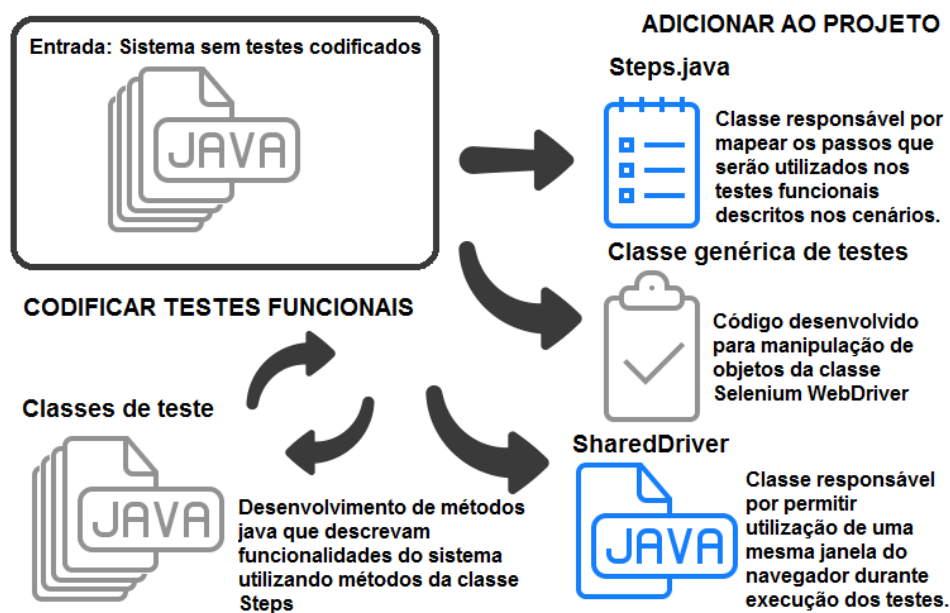 Entrada: Sistema sem testes codificados
JAVA
ADICIONAR AO PROJETO
Steps.java
Classe responsável por
mapear os passos que
serão utilizados nos
testes funcionais
descritos nos cenários.
Classe genérica de testes
Código desenvolvido
para manipulação de
objetos da classe
Selenium WebDriver
SharedDriver
JAVA
Classe responsável
por permitir
utilização de uma
mesma janela do
navegador durante
execução dos testes.
CODIFICAR TESTES FUNCIONAIS
Classes de teste
JAVA
Desenvolvimento de métodos
java que descrevam
funcionalidades do sistema
utilizando métodos da classe
Steps